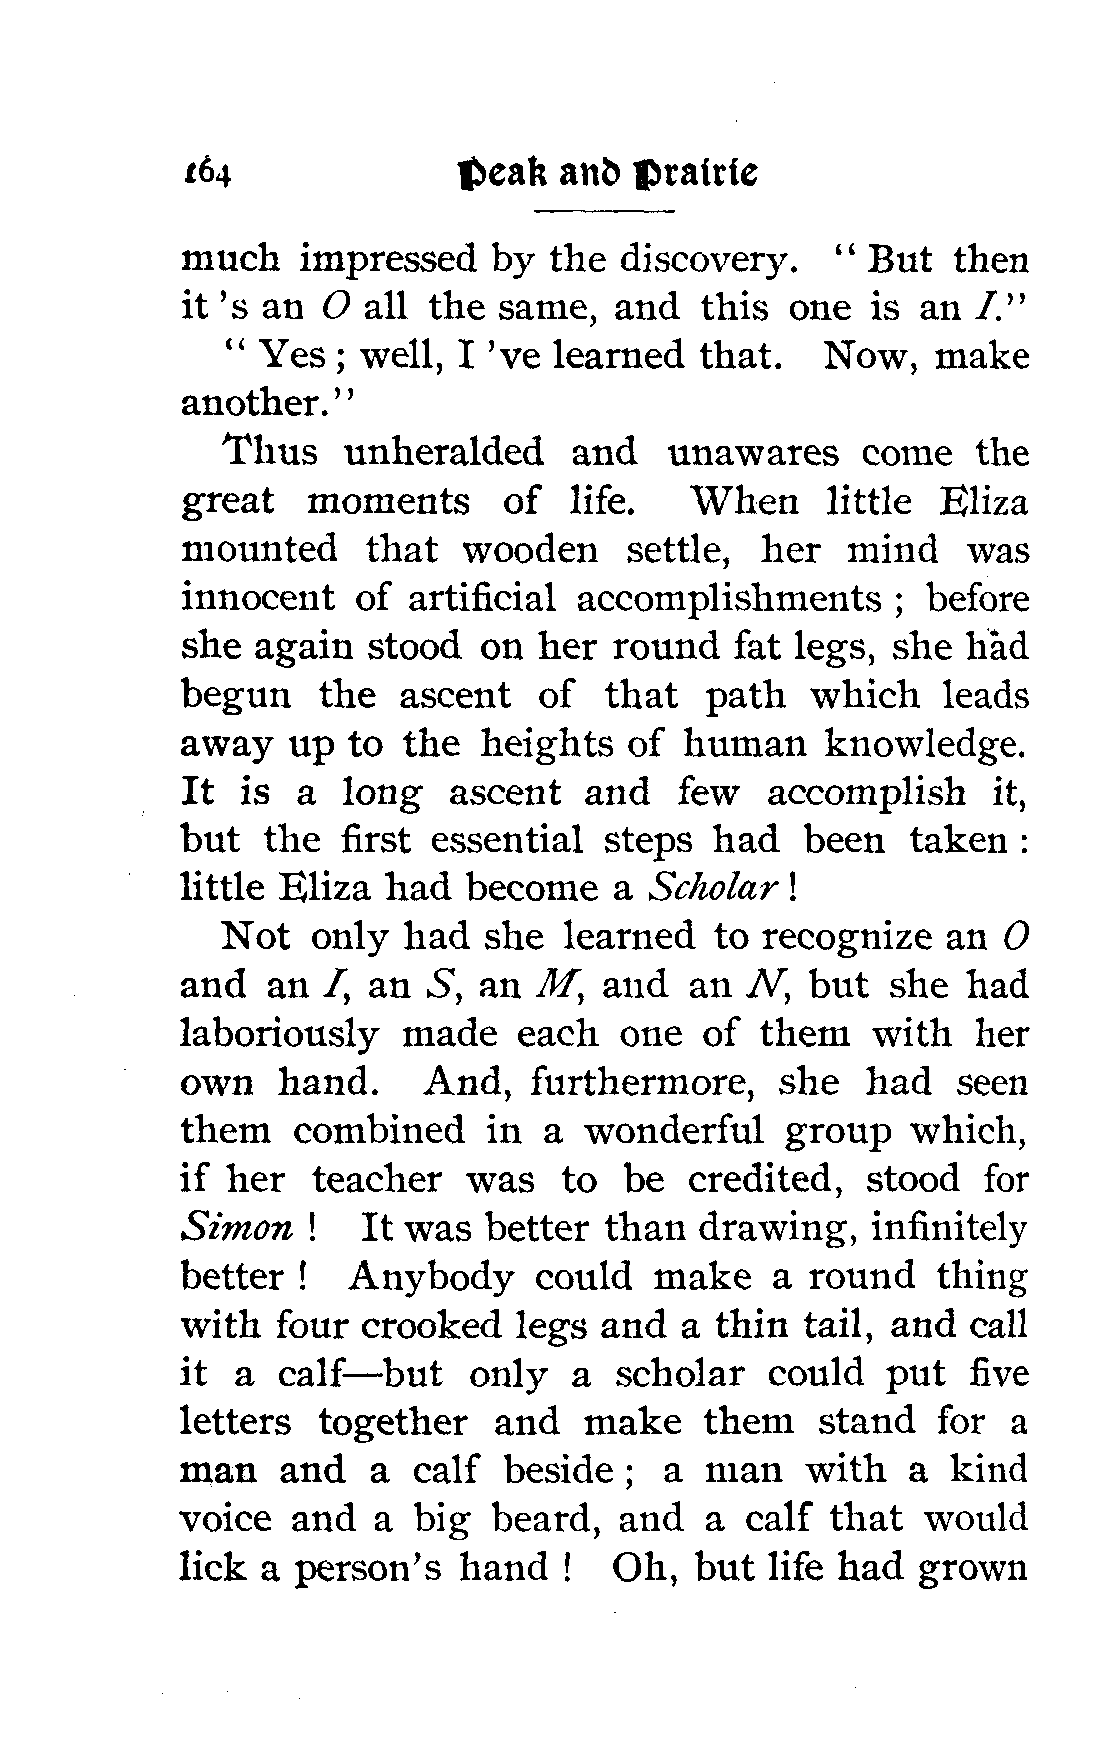 164 Peak and Prairie
much impressed by the discovery. “ But then
it 's an O all the same, and this one is an I.”
“ Yes ; well, I 've learned that. Now, make
another.”
Thus unheralded and unawares come the
great moments of life. When little Eliza
mounted that wooden settle, her mind was
innocent of artificial accomplishments ; before
she again stood on her round fat legs, she had
begun the ascent of that path which leads
away up to the heights of human knowledge.
It is a long ascent and few accomplish it,
but the first essential steps had been taken :
little Eliza had become a Scholar !
Not only had she learned to recognize an O
and an I, an S, an M, and an N, but she had
laboriously made each one of them with her
own hand. And, furthermore, she had seen
them combined in a wonderful group which,
if her teacher was to be credited, stood for
Simon ! It was better than drawing, infinitely
better ! Anybody could make a round thing
with four crooked legs and a thin tail, and call
it a calf—but only a scholar could put five
letters together and make them stand for a
man and a calf beside ; a man with a kind
voice and a big beard, and a calf that would
lick a person's hand ! Oh, but life had grown